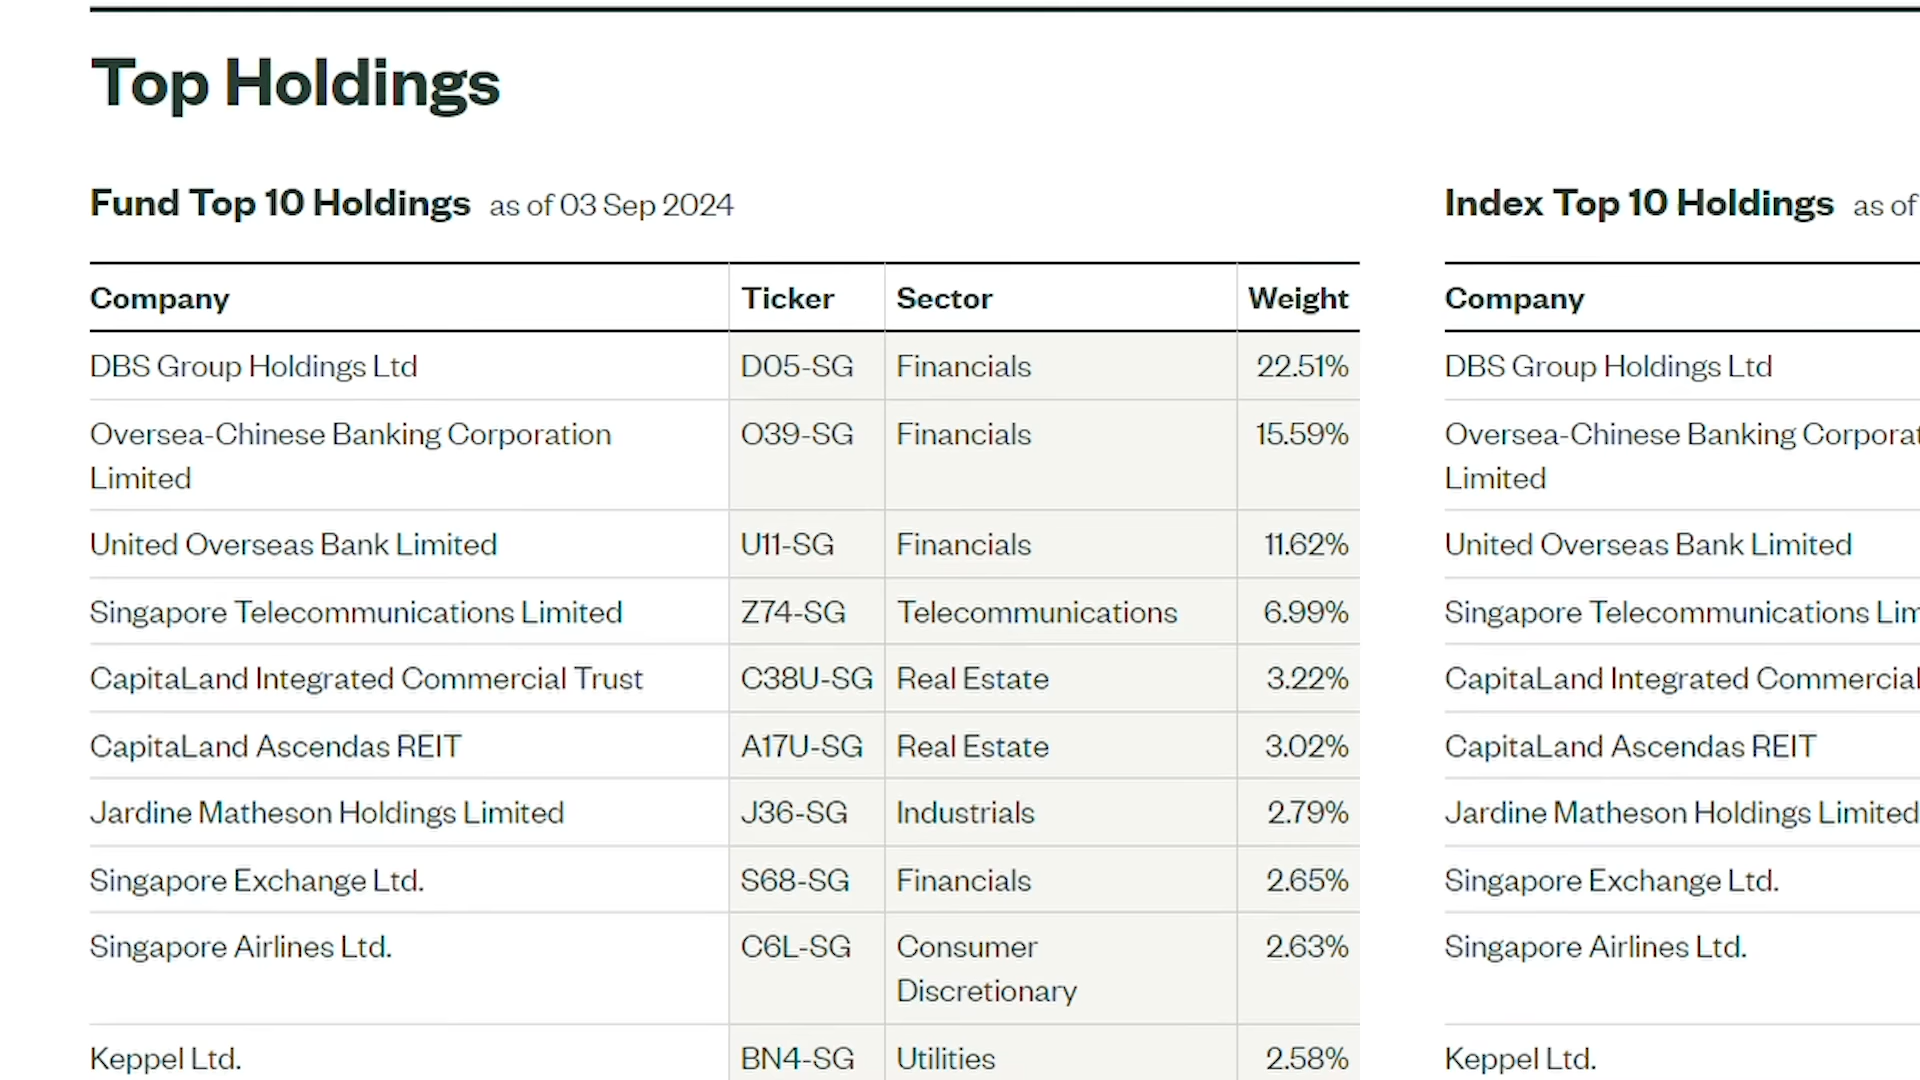 Top Holdings
Fund Top 10 Holdings as of 03 Sep 2024
Company Ticker Sector Weight
DBS Group Holdings Ltd D05-SG Financials 22.51%
Oversea-Chinese Banking Corporation O39-SG Financials 15.59%
Limited
United Overseas Bank Limited U11-SG Financials 11.62%
Singapore Telecommunications Limited Z74-SG Telecommunications 6.99%
CapitaLand Integrated Commercial Trust C38U-SG Real Estate 3.22%
CapitaLand Ascendas REIT A17U-SG Real Estate 3.02%
Jardine Matheson Holdings Limited J36-SG Industrials 2.79%
Singapore Exchange Ltd. S68-SG Financials 2.65%
Singapore Airlines Ltd. C6L-SG Consumer 2.63%
Discretionary
Keppel Ltd. BN4-SG Utilities 2.58%
Index Top 10 Holdings as of
Company
DBS Group Holdings Ltd
Oversea-Chinese Banking
Limited
United Overseas Bank Limited
Singapore Telecommunications
CapitaLand Integrated Commercial
CapitaLand Ascendas REIT
Jardine Matheson Holdings Limited
Singapore Exchange Ltd.
Singapore Airlines Ltd.
Keppel Ltd.